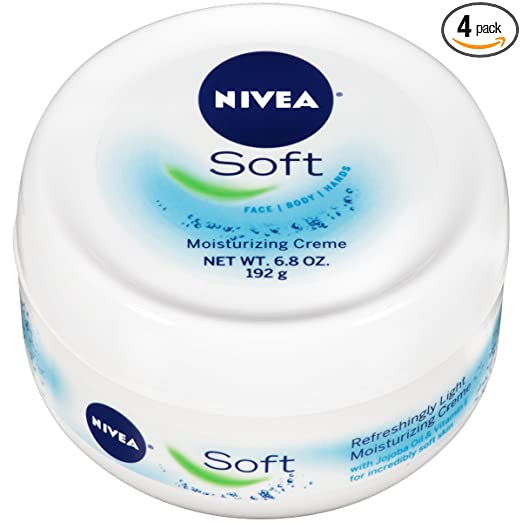 4 pack
NIVEA®
Soft
FACE | BODY | HANDS
Moisturizing Creme
NET WT. 6.8 OZ.
192 g
NIVEA
Soft
Refreshingly Light
Moisturizing Creme
with Jojoba Oil & Vitamin
for incredibly soft skin